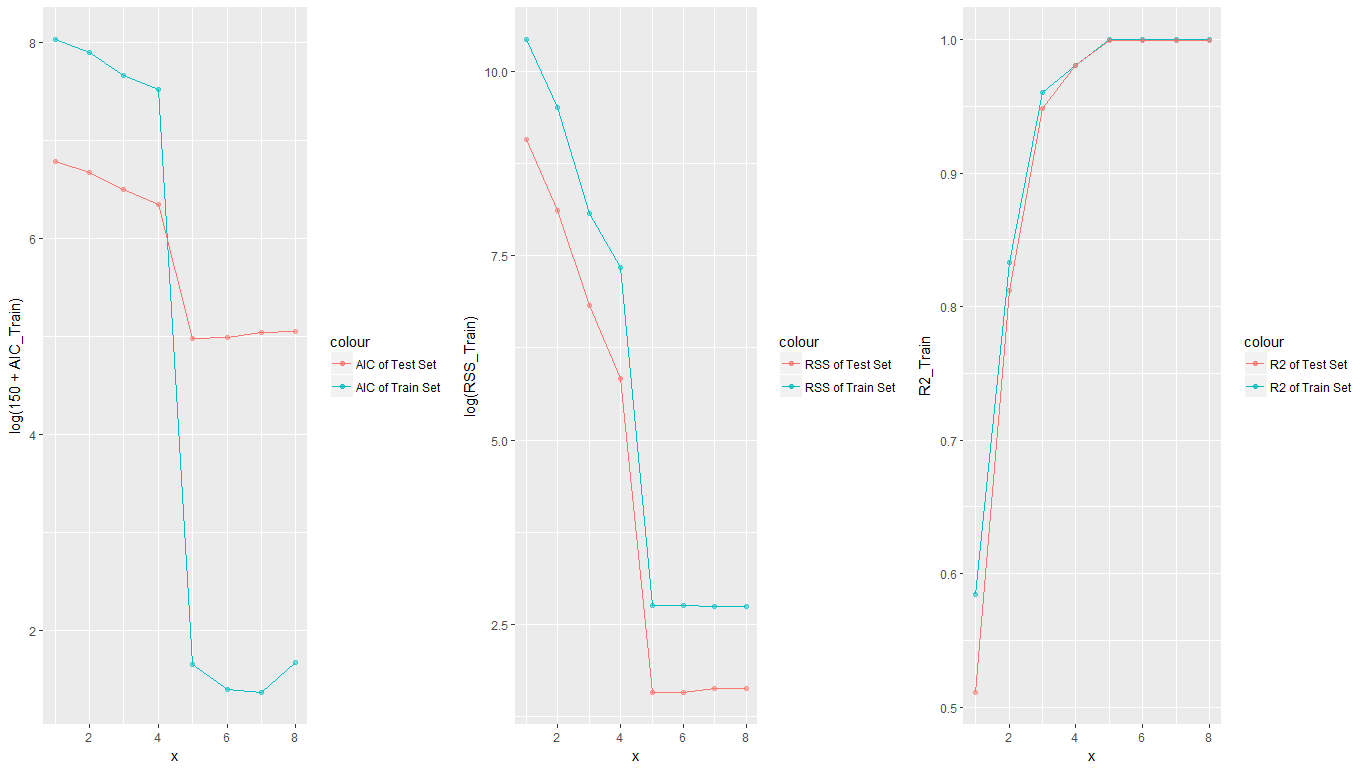 log(150 + AIC_Train)
8
6
4
2
2
4
6
8
x
colour
AIC of Test Set
AIC of Train Set
log(RSS_Train)
10.0
7.5
5.0
2.5
2
4
6
8
x
colour
RSS of Test Set
RSS of Train Set
R2_Train
1.0
0.9
0.8
0.7
0.6
0.5
2
4
6
8
x
colour
R2 of Test Set
R2 of Train Set